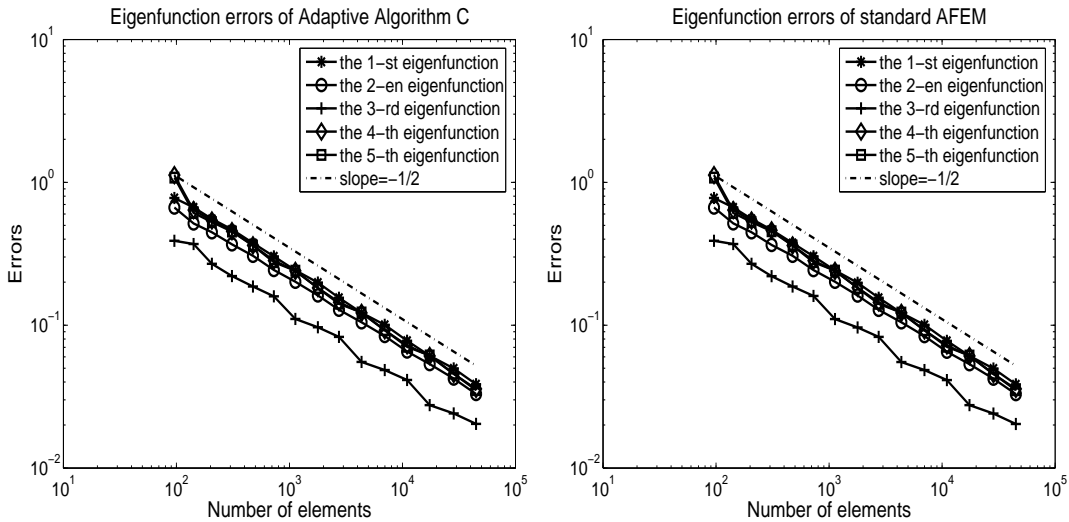 Eigenfunction errors of Adaptive Algorithm C
10^1
10^0
10^-1
10^-2
Errors
the 1-st eigenfunction
the 2-en eigenfunction
the 3-rd eigenfunction
the 4-th eigenfunction
the 5-th eigenfunction
slope=-1/2
10^1 10^2 10^3 10^4 10^5
Number of elements
Eigenfunction errors of standard AFEM
10^1
10^0
10^-1
10^-2
Errors
the 1-st eigenfunction
the 2-en eigenfunction
the 3-rd eigenfunction
the 4-th eigenfunction
the 5-th eigenfunction
slope=-1/2
10^1 10^2 10^3 10^4 10^5
Number of elements